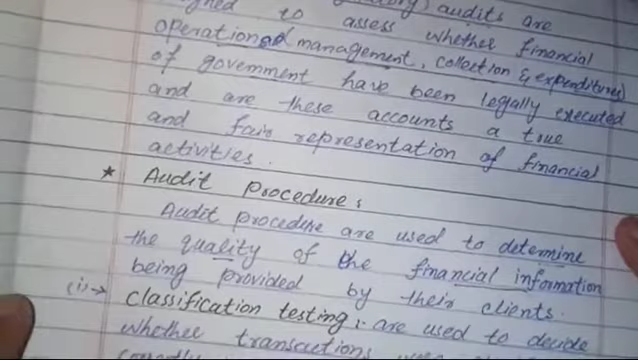 to assess whether financial
operational management, collection & expenditures)
of government have been legally executed
and are these accounts a true
and fair representation of financial
activities.
★ Audit procedure:
Audit procedure are used to determine
the quality of the financial information
being provided by their clients.
(i)→ classification testing: are used to decide
whether transactions